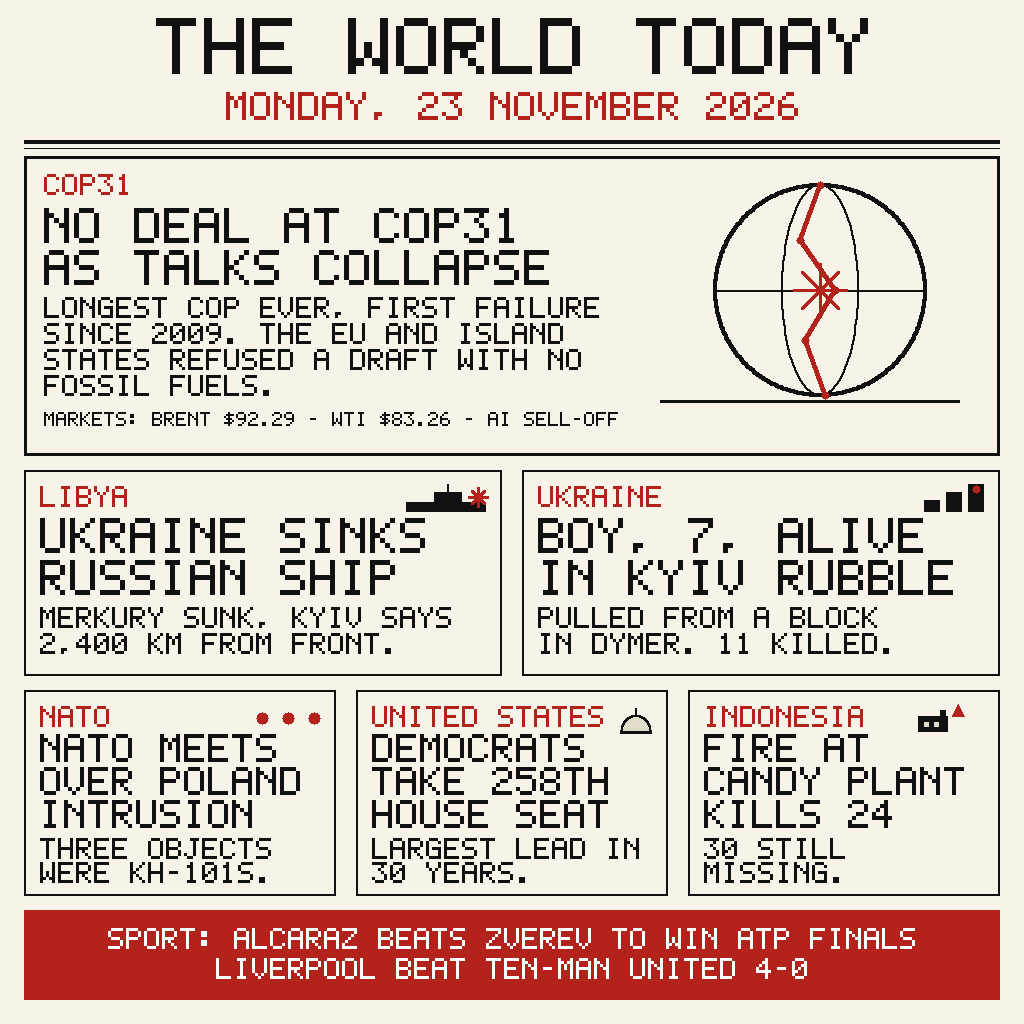 THE WORLD TODAY
MONDAY, 23 NOVEMBER 2026
COP31
NO DEAL AT COP31
AS TALKS COLLAPSE
LONGEST COP EVER, FIRST FAILURE
SINCE 2009. THE EU AND ISLAND
STATES REFUSED A DRAFT WITH NO
FOSSIL FUELS.
MARKETS: BRENT $92.29 - WTI $83.26 - AI SELL-OFF
LIBYA
UKRAINE SINKS
RUSSIAN SHIP
MERKURY SUNK, KYIV SAYS
2,400 KM FROM FRONT.
UKRAINE
BOY, 7, ALIVE
IN KYIV RUBBLE
PULLED FROM A BLOCK
IN DYMER. 11 KILLED.
NATO
NATO MEETS
OVER POLAND
INTRUSION
THREE OBJECTS
WERE KH-101S.
UNITED STATES
DEMOCRATS
TAKE 258TH
HOUSE SEAT
LARGEST LEAD IN
30 YEARS.
INDONESIA
FIRE AT
CANDY PLANT
KILLS 24
30 STILL
MISSING.
SPORT: ALCARAZ BEATS ZVEREV TO WIN ATP FINALS
LIVERPOOL BEAT TEN-MAN UNITED 4-0